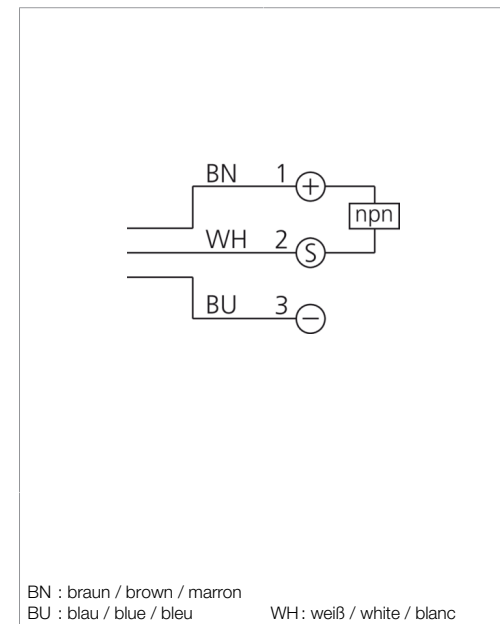 BN 1 +
npn
WH 2 S
BU 3 −
BN : braun / brown / marron
BU : blau / blue / bleu WH : weiß / white / blanc